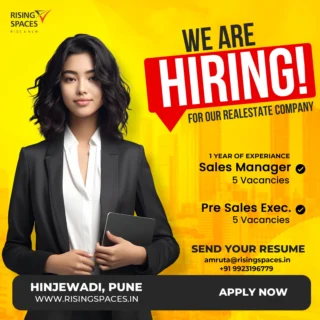 RISING
SPACES
WE ARE
HIRING!
FOR OUR REALESTATE COMPANY
1 YEAR OF EXPERIANCE
Sales Manager
5 Vacancies
Pre Sales Exec.
5 Vacancies
SEND YOUR RESUME
amruta@risingspaces.in
+91 9923196779
HINJEWADI, PUNE
WWW.RISINGSPACES.IN
APPLY NOW